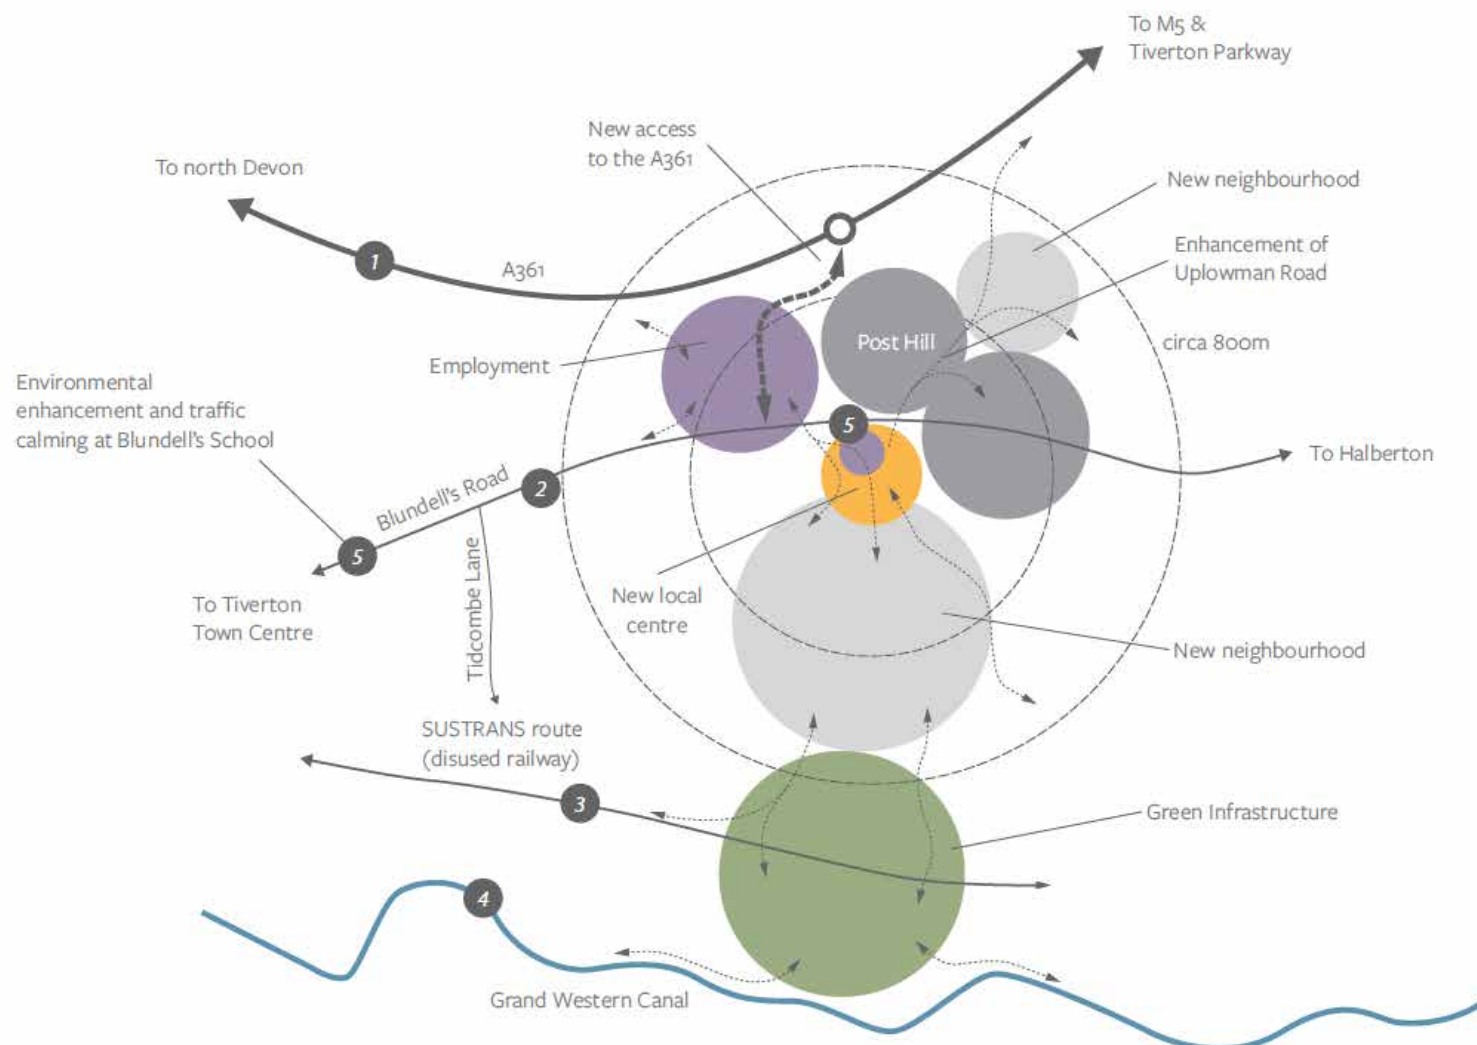 To M5 &
Tiverton Parkway
New access
to the A361
To north Devon
New neighbourhood
1
A361
Enhancement of
Uplowman Road
Post Hill
circa 800m
Employment
Environmental
enhancement and traffic
calming at Blundell's School
5
To Halberton
Blundell's Road
2
5
Tidcombe Lane
To Tiverton
Town Centre
New local
centre
New neighbourhood
SUSTRANS route
(disused railway)
3
Green Infrastructure
4
Grand Western Canal